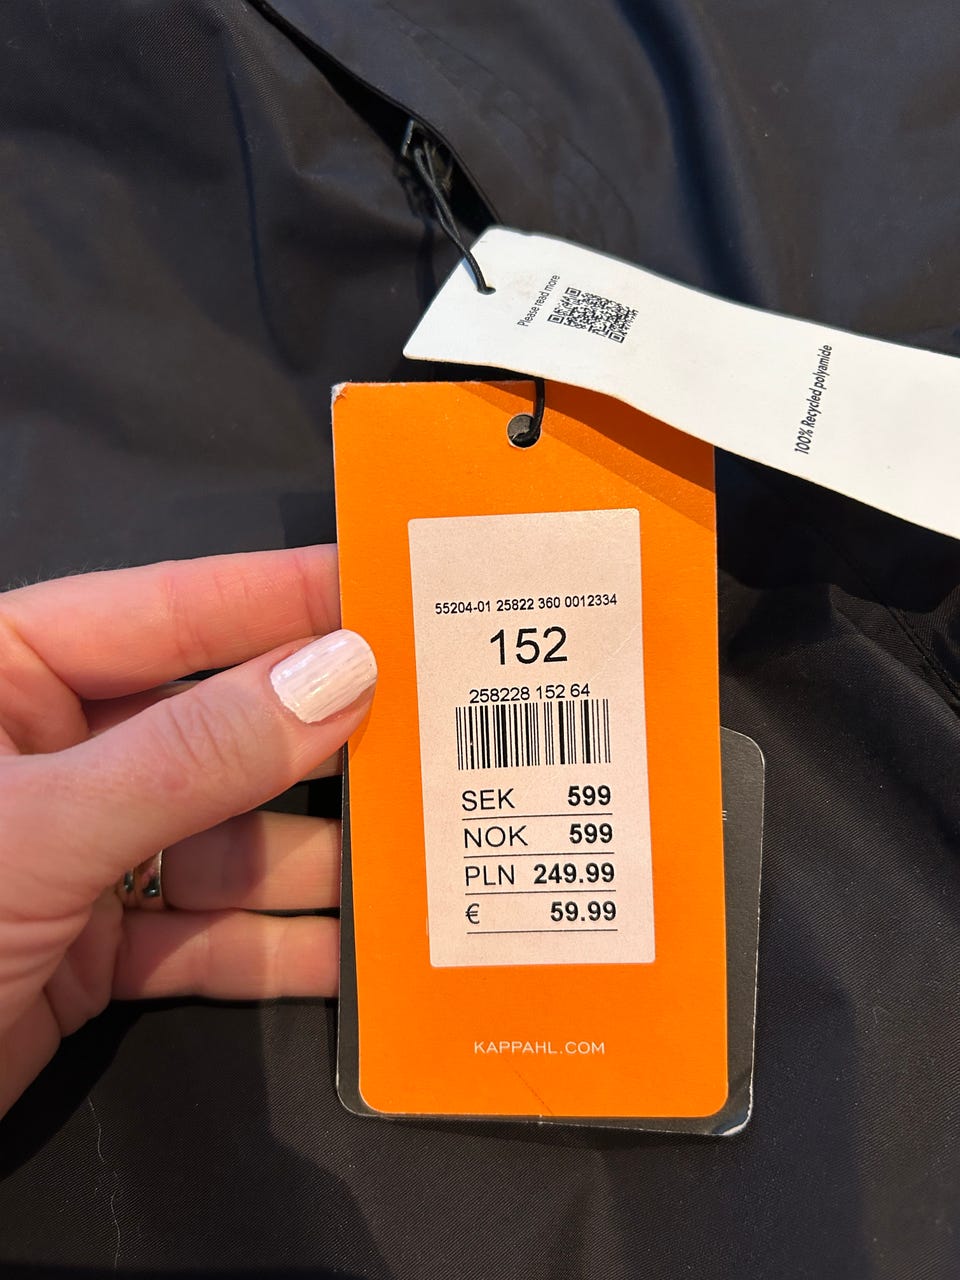 Please read more
100% Recycled polyamide
55204-01 25822 360 0012334
152
258228 152 64
SEK 599
NOK 599
PLN 249.99
€ 59.99
E
KAPPAHL.COM